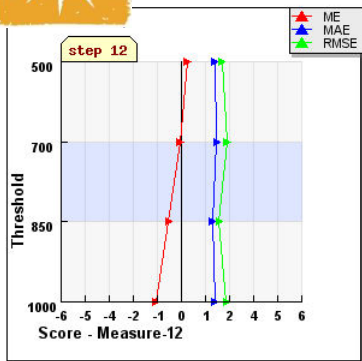 ME
MAE
RMSE
step 12
500
700
850
1000
Threshold
-6 -5 -4 -3 -2 -1 0 1 2 3 4 5 6
Score - Measure-12